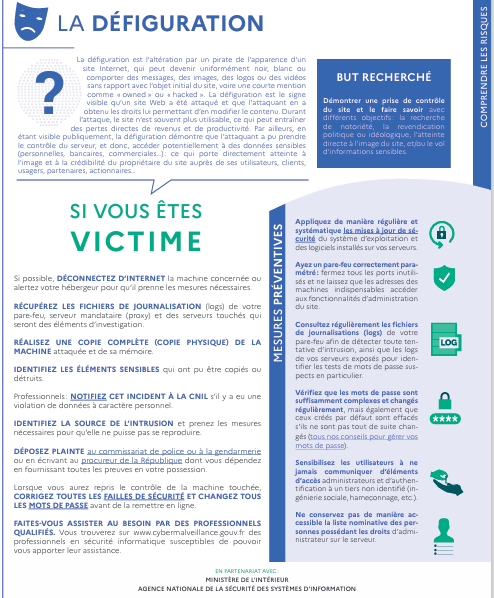 LA DÉFIGURATION
COMPRENDRE LES RISQUES
?
La défiguration est l'altération par un pirate de l'apparence d'un
site Internet, qui peut devenir uniformément noir, blanc ou
comporter des messages, des images, des logos ou des vidéos
sans rapport avec l'objet initial du site, voire une courte mention
comme « owned » ou « hacked ». La défiguration est le signe
visible qu'un site Web a été attaqué et que l'attaquant en a
obtenu les droits lui permettant d'en modifier le contenu. Durant
l'attaque, le site n'est souvent plus utilisable, ce qui peut entraîner
des pertes directes de revenus et de productivité. Par ailleurs, en
étant visible publiquement, la défiguration démontre que l'attaquant a pu prendre
le contrôle du serveur, et donc, accéder potentiellement à des données sensibles
(personnelles, bancaires, commerciales...): ce qui porte directement atteinte à
l'image et à la crédibilité du propriétaire du site auprès de ses utilisateurs, clients,
usagers, partenaires, actionnaires...
BUT RECHERCHÉ
Démontrer une prise de contrôle
du site et le faire savoir avec
différents objectifs: la recherche
de notoriété, la revendication
politique ou idéologique, l'atteinte
directe à l'image du site, et/ou le vol
d'informations sensibles.
SI VOUS ÊTES
VICTIME
Si possible, DÉCONNECTEZ D'INTERNET la machine concernée ou
alertez votre hébergeur pour qu'il prenne les mesures nécessaires.
RÉCUPÉREZ LES FICHIERS DE JOURNALISATION (logs) de votre
pare-feu, serveur mandataire (proxy) et des serveurs touchés qui
seront des éléments d'investigation.
RÉALISEZ UNE COPIE COMPLÈTE (COPIE PHYSIQUE) DE LA
MACHINE attaquée et de sa mémoire.
IDENTIFIEZ LES ÉLÉMENTS SENSIBLES qui ont pu être copiés ou
détruits.
Professionnels: NOTIFIEZ CET INCIDENT À LA CNIL s'il y a eu une
violation de données à caractère personnel.
IDENTIFIEZ LA SOURCE DE L'INTRUSION et prenez les mesures
nécessaires pour qu'elle ne puisse pas se reproduire.
DÉPOSEZ PLAINTE au commissariat de police ou à la gendarmerie
ou en écrivant au procureur de la République dont vous dépendez
en fournissant toutes les preuves en votre possession.
Lorsque vous aurez repris le contrôle de la machine touchée,
CORRIGEZ TOUTES LES FAILLES DE SÉCURITÉ ET CHANGEZ TOUS
LES MOTS DE PASSE avant de la remettre en ligne.
FAITES-VOUS ASSISTER AU BESOIN PAR DES PROFESSIONNELS
QUALIFIÉS. Vous trouverez sur www.cybermalveillance.gouv.fr des
professionnels en sécurité informatique susceptibles de pouvoir
vous apporter leur assistance.
MESURES PRÉVENTIVES
Appliquez de manière régulière et
systématique les mises à jour de sé-
curité du système d'exploitation et
des logiciels installés sur vos serveurs.
Ayez un pare-feu correctement para-
métré: fermez tous les ports inutili-
sés et ne laissez que les adresses des
machines indispensables accéder
aux fonctionnalités d'administration
du site.
Consultez régulièrement les fichiers
de journalisations (logs) de votre
pare-feu afin de détecter toute ten-
tative d'intrusion, ainsi que les logs
de vos serveurs exposés pour iden-
tifier les tests de mots de passe sus-
pects en particulier.
LOG
Vérifiez que les mots de passe sont
suffisamment complexes et changés
régulièrement, mais également que
ceux créés par défaut sont effacés
s'ils ne sont pas tout de suite chan-
gés (tous nos conseils pour gérer vos
mots de passe).
****
Sensibilisez les utilisateurs à ne
jamais communiquer d'éléments
d'accès administrateurs et d'authen-
tification à un tiers non identifié (in-
génierie sociale, hameçonnage, etc.).
Ne conservez pas de manière ac-
cessible la liste nominative des per-
sonnes possédant les droits d'admi-
nistrateur sur le serveur.
EN PARTENARIAT AVEC:
MINISTÈRE DE L'INTÉRIEUR
AGENCE NATIONALE DE LA SÉCURITÉ DES SYSTÈMES D'INFORMATION